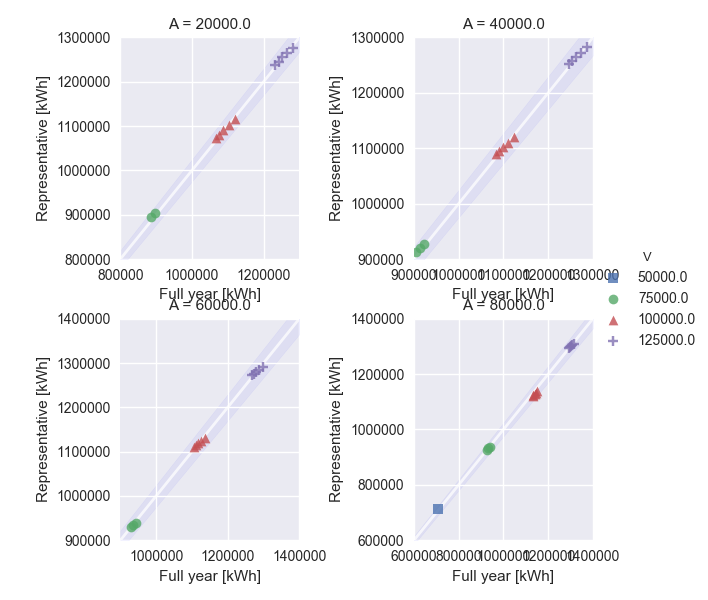 A = 20000.0
A = 40000.0
1300000
1200000
1100000
1000000
900000
800000
Representative [kWh]
800000 1000000 1200000
Full year [kWh]
1300000
1200000
1100000
1000000
900000
Representative [kWh]
900000 1000000 1100000 1200000 1300000
Full year [kWh]
V
50000.0
75000.0
100000.0
125000.0
A = 60000.0
A = 80000.0
1400000
1300000
1200000
1100000
1000000
900000
Representative [kWh]
1000000 1200000 1400000
Full year [kWh]
1400000
1200000
1000000
800000
600000
Representative [kWh]
600000 800000 1000000 1200000 1400000
Full year [kWh]